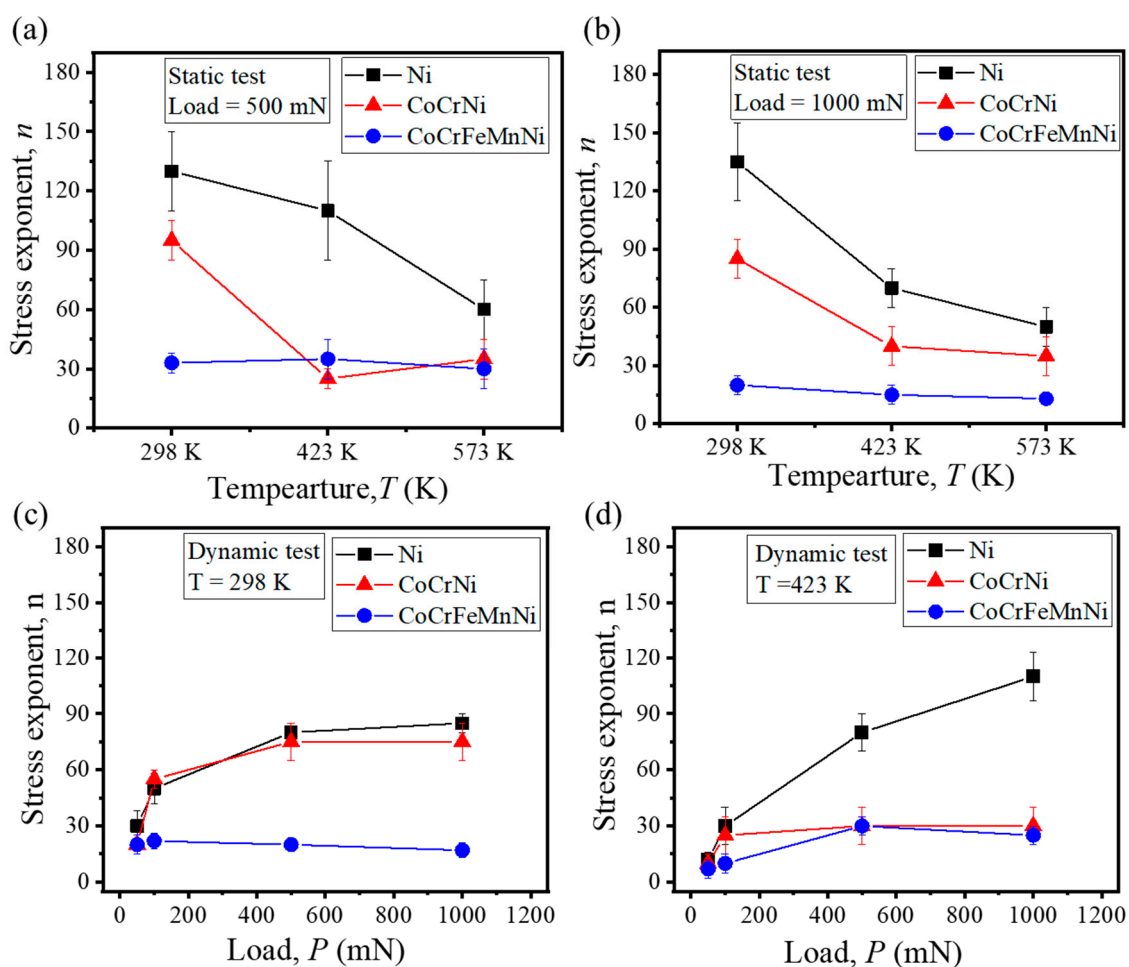 (a)
Stress exponent, n
180
150
120
90
60
30
0
Static test
Load = 500 mN
Ni
CoCrNi
CoCrFeMnNi
298 K
423 K
573 K
Tempearture,T (K)
(b)
Stress exponent, n
180
150
120
90
60
30
0
Static test
Load = 1000 mN
Ni
CoCrNi
CoCrFeMnNi
298 K
423 K
573 K
Tempearture, T (K)
(c)
Stress exponent, n
180
150
120
90
60
30
0
Dynamic test
T = 298 K
Ni
CoCrNi
CoCrFeMnNi
0
200
400
600
800
1000
1200
Load, P (mN)
(d)
Stress exponent, n
180
150
120
90
60
30
0
Dynamic test
T =423 K
Ni
CoCrNi
CoCrFeMnNi
0
200
400
600
800
1000
1200
Load, P (mN)